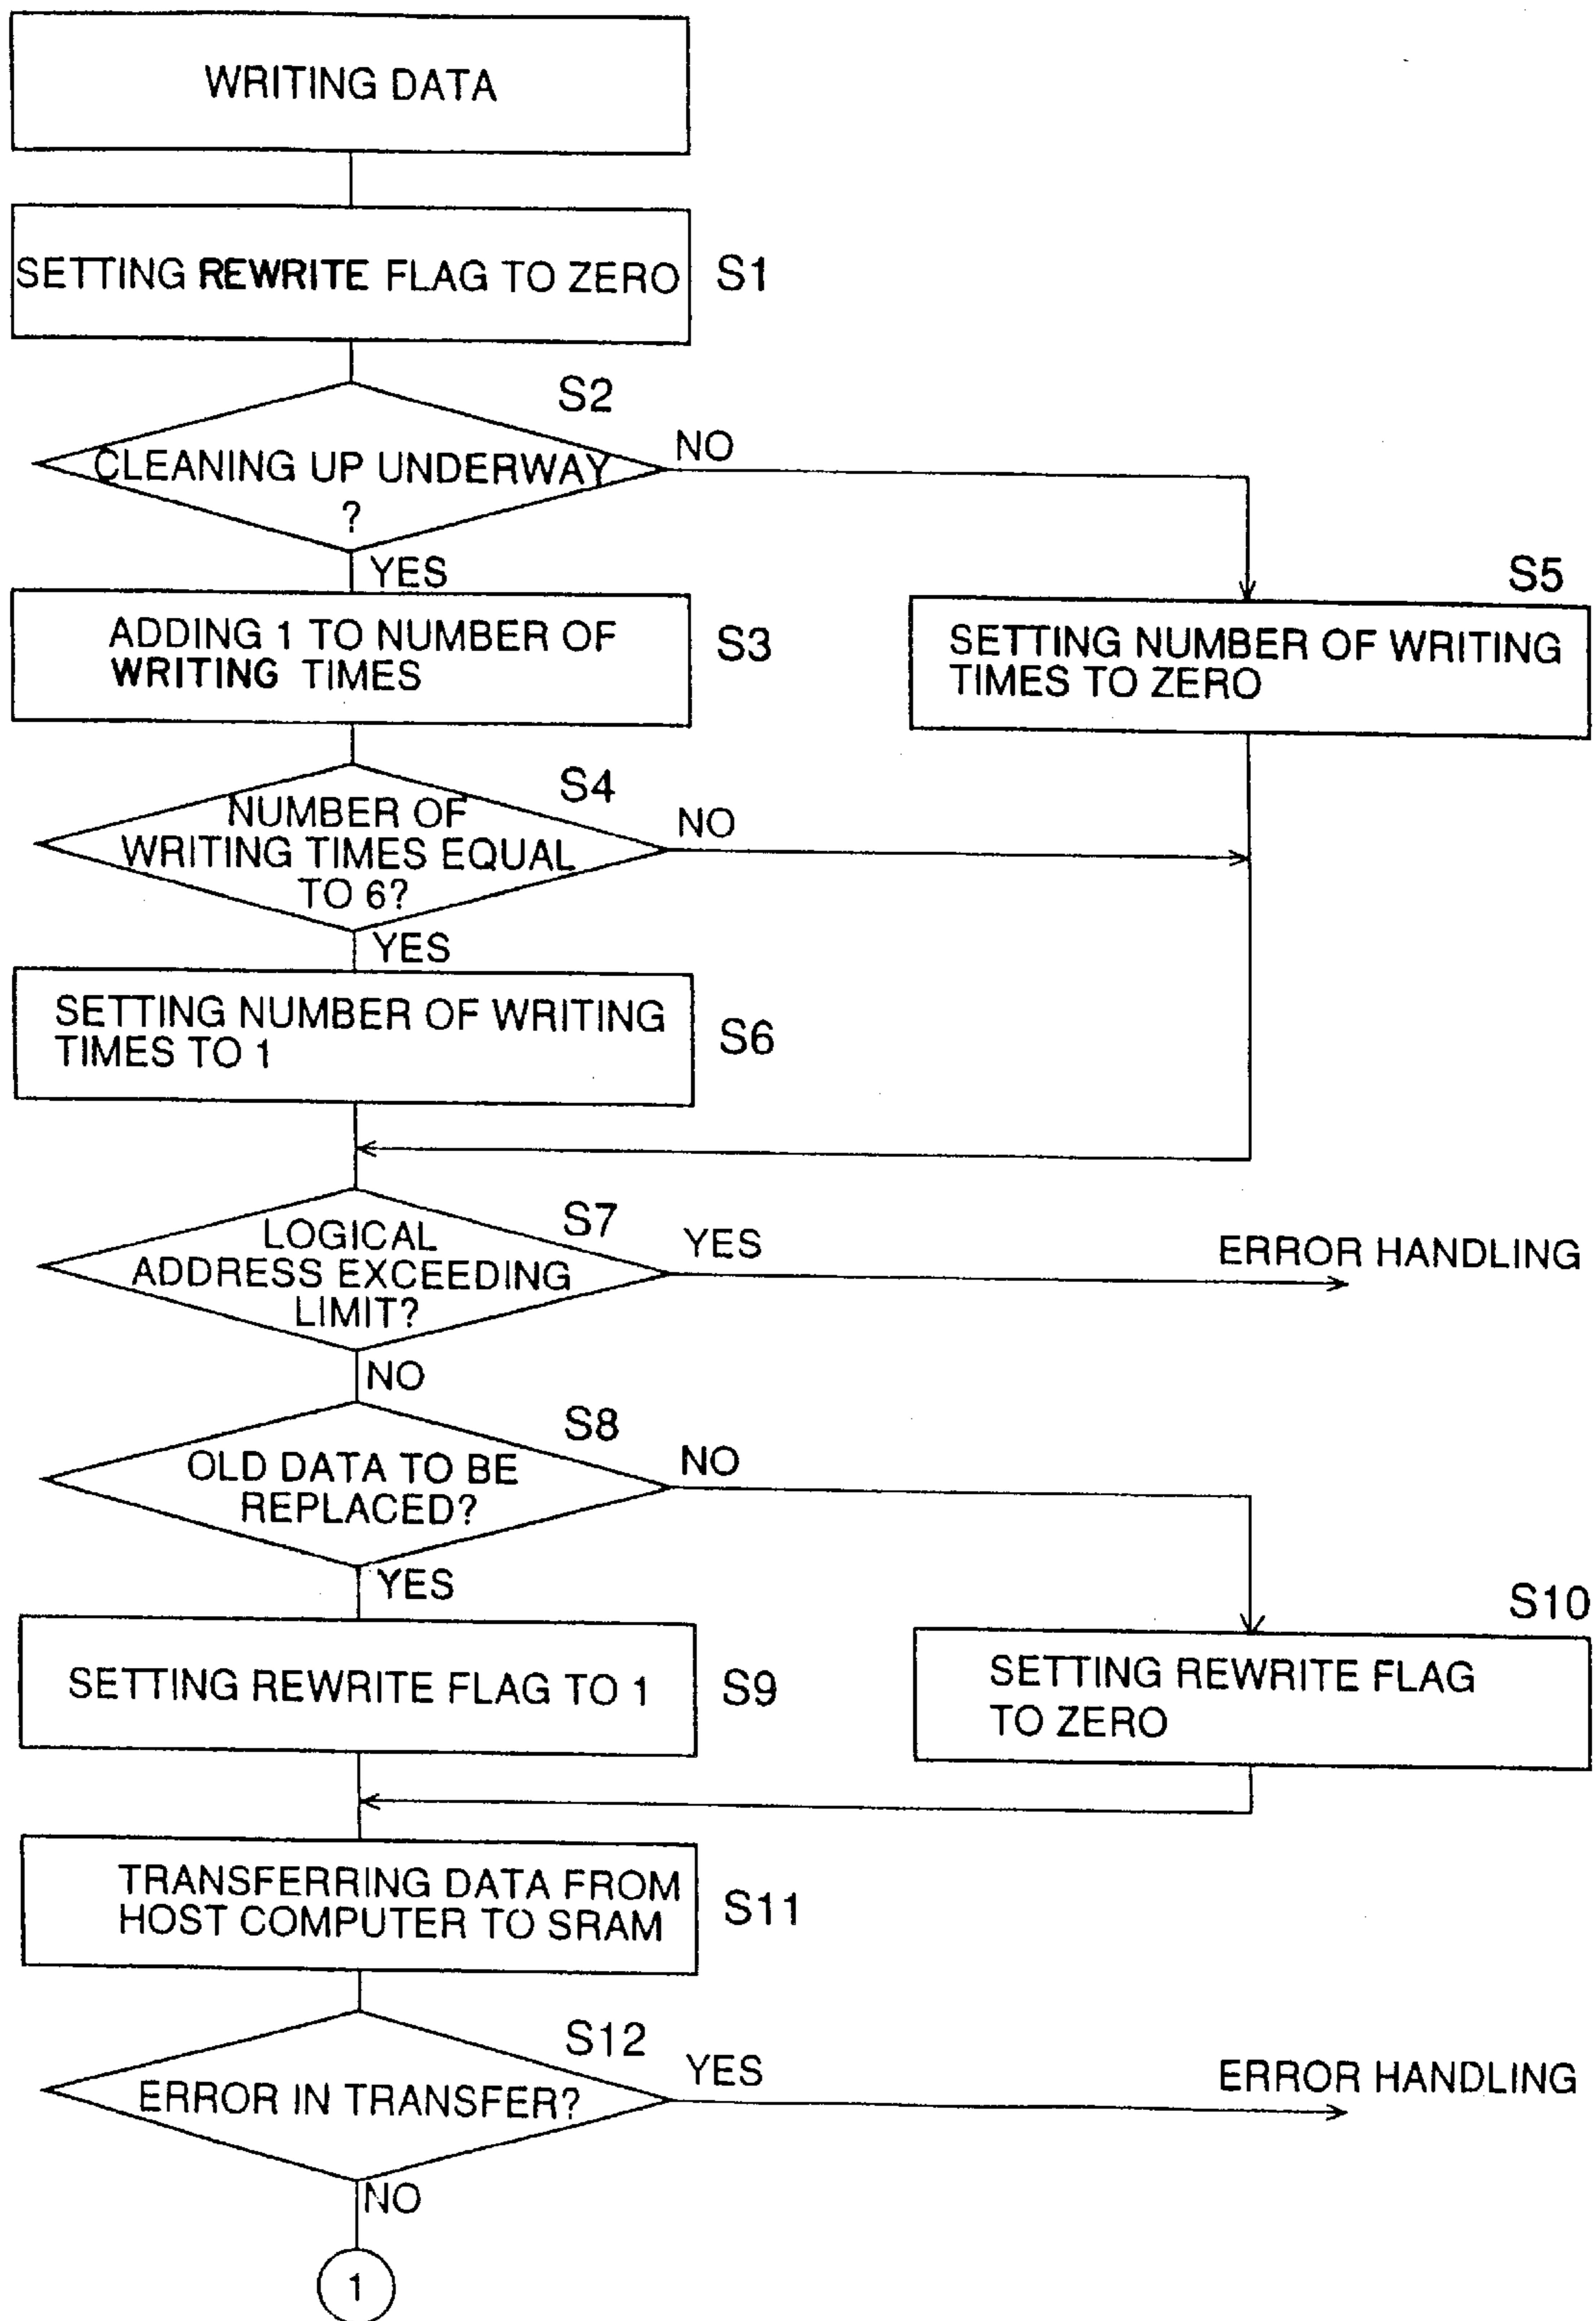 WRITING DATA
SETTING REWRITE FLAG TO ZERO
S1
S2
CLEANING UP UNDERWAY
?
NO
YES
ADDING 1 TO NUMBER OF
WRITING TIMES
S3
S5
SETTING NUMBER OF WRITING
TIMES TO ZERO
S4
NUMBER OF
WRITING TIMES EQUAL
TO 6?
NO
YES
SETTING NUMBER OF WRITING
TIMES TO 1
S6
S7
LOGICAL
ADDRESS EXCEEDING
LIMIT?
YES
ERROR HANDLING
NO
S8
OLD DATA TO BE
REPLACED?
NO
YES
SETTING REWRITE FLAG TO 1
S9
S10
SETTING REWRITE FLAG
TO ZERO
TRANSFERRING DATA FROM
HOST COMPUTER TO SRAM
S11
S12
ERROR IN TRANSFER?
YES
ERROR HANDLING
NO
1